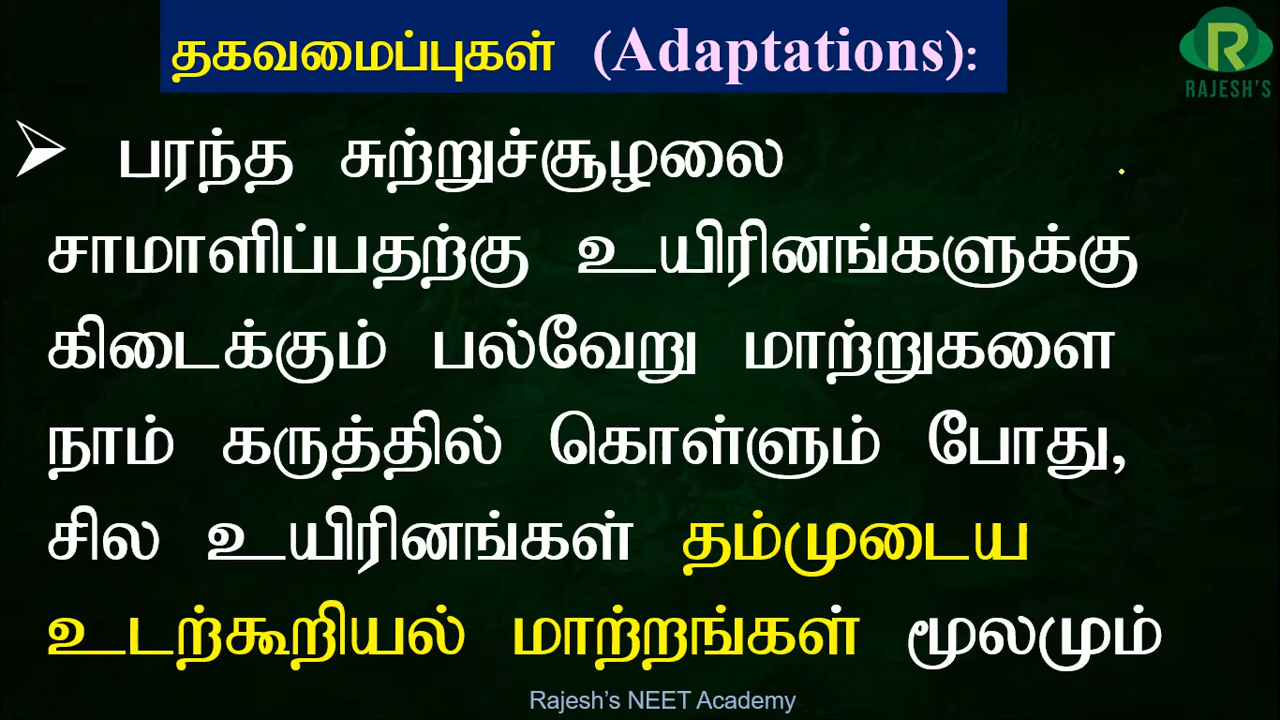 தகவமைப்புகள் (Adaptations):
RAJESH'S
➢ பரந்த சுற்றுச்சூழலை
சாமாளிப்பதற்கு உயிரினங்களுக்கு
கிடைக்கும் பல்வேறு மாற்றுகளை
நாம் கருத்தில் கொள்ளும் போது,
சில உயிரினங்கள் தம்முடைய
உடற்கூறியல் மாற்றங்கள் மூலமும்
Rajesh's NEET Academy